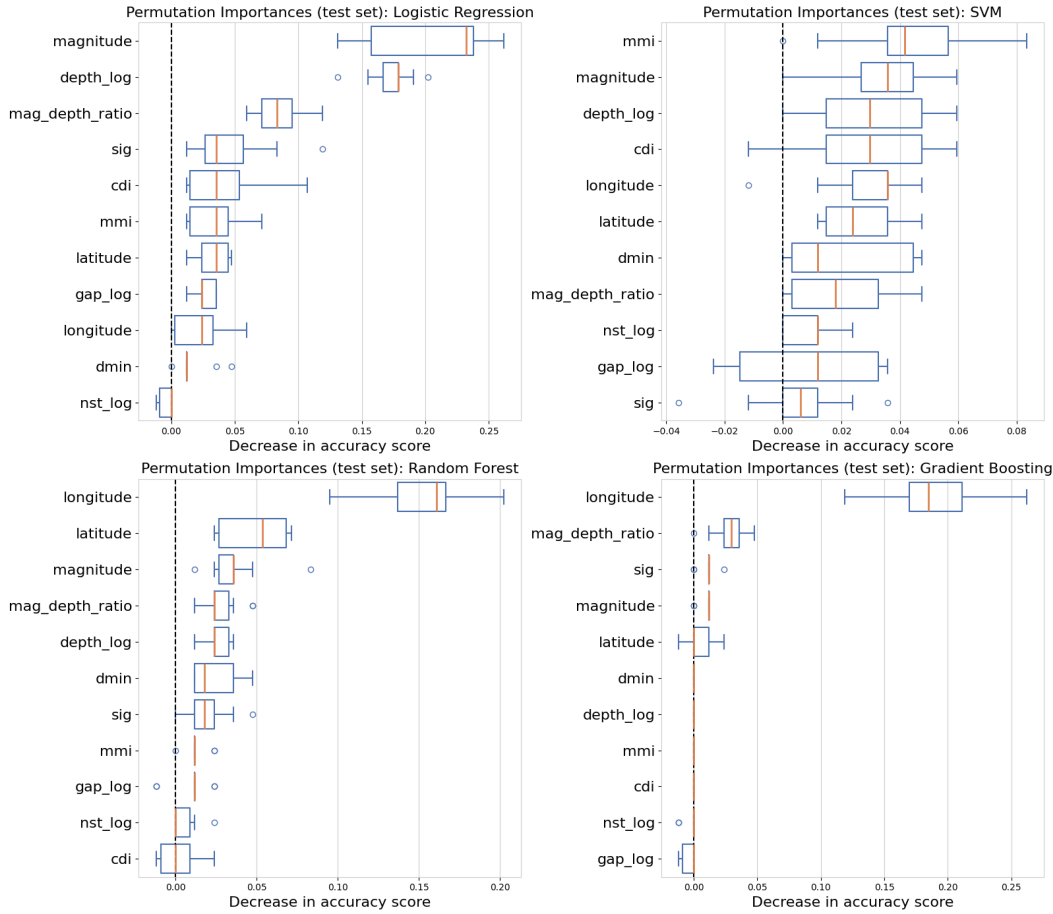 Permutation Importances (test set): Logistic Regression
magnitude
depth_log
mag_depth_ratio
sig
cdi
mmi
latitude
gap_log
longitude
dmin
nst_log
0.00 0.05 0.10 0.15 0.20 0.25
Decrease in accuracy score
Permutation Importances (test set): SVM
mmi
magnitude
depth_log
cdi
longitude
latitude
dmin
mag_depth_ratio
nst_log
gap_log
sig
−0.04 −0.02 0.00 0.02 0.04 0.06 0.08
Decrease in accuracy score
Permutation Importances (test set): Random Forest
longitude
latitude
magnitude
mag_depth_ratio
depth_log
dmin
sig
mmi
gap_log
nst_log
cdi
0.00 0.05 0.10 0.15 0.20
Decrease in accuracy score
Permutation Importances (test set): Gradient Boosting
longitude
mag_depth_ratio
sig
magnitude
latitude
dmin
depth_log
mmi
cdi
nst_log
gap_log
0.00 0.05 0.10 0.15 0.20 0.25
Decrease in accuracy score